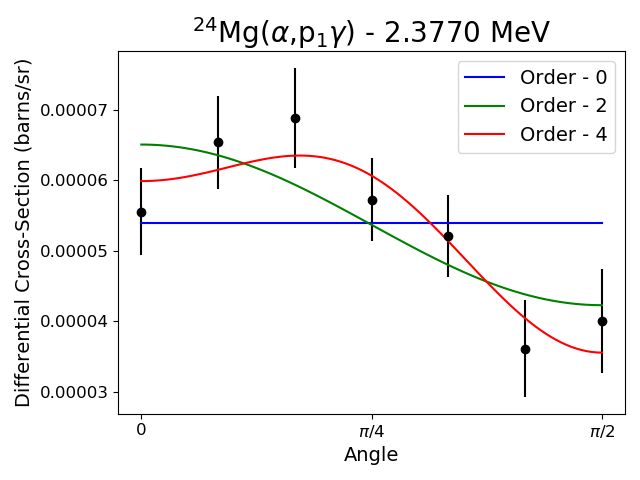 ²⁴Mg(α,p₁γ) - 2.3770 MeV
Order - 0
Order - 2
Order - 4
Differential Cross-Section (barns/sr)
0.00007
0.00006
0.00005
0.00004
0.00003
0
π/4
π/2
Angle